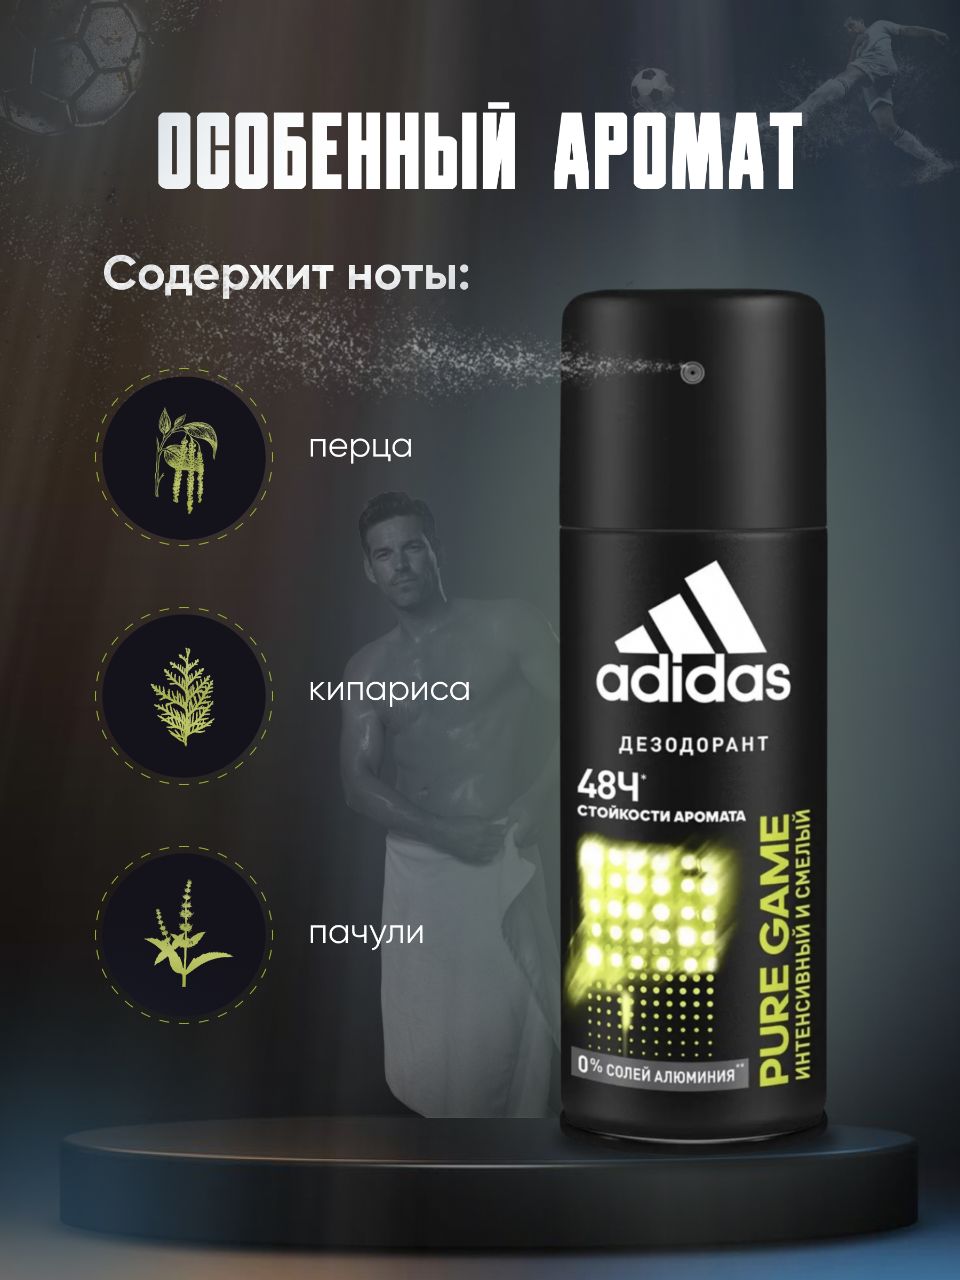 ОСОБЕННЫЙ АРОМАТ
Содержит ноты:
перца
кипариса
пачули
adidas
ДЕЗОДОРАНТ
48Ч*
СТОЙКОСТИ АРОМАТА
PURE GAME
ИНТЕНСИВНЫЙ И СМЕЛЫЙ
0% СОЛЕЙ АЛЮМИНИЯ**